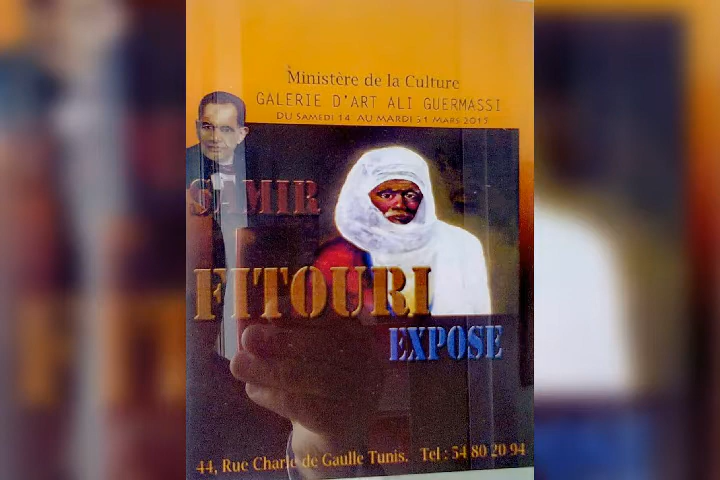 Ministère de la Culture
GALERIE D'ART ALI GUERMASSI
DU SAMEDI 14 AU MARDI 31 MARS 2015
SAMIR
FITOURI
EXPOSE
44, Rue Charle de Gaulle Tunis. Tel : 54 80 20 94